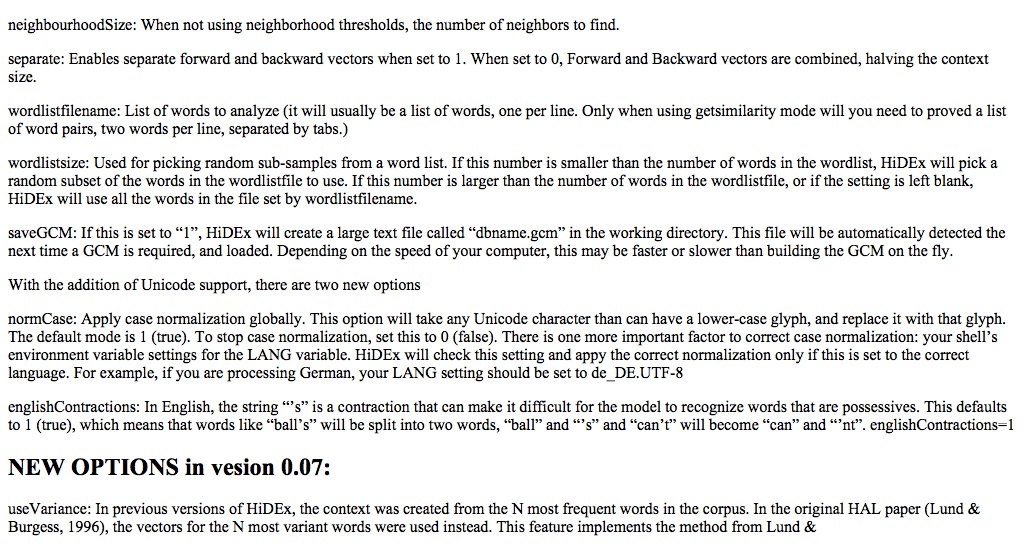 neighbourhoodSize: When not using neighborhood thresholds, the number of neighbors to find.
separate: Enables separate forward and backward vectors when set to 1. When set to 0, Forward and Backward vectors are combined, halving the context
size.
wordlistfilename: List of words to analyze (it will usually be a list of words, one per line. Only when using getsimilarity mode will you need to proved a list
of word pairs, two words per line, separated by tabs.)
wordlistsize: Used for picking random sub-samples from a word list. If this number is smaller than the number of words in the wordlist, HiDEx will pick a
random subset of the words in the wordlistfile to use. If this number is larger than the number of words in the wordlistfile, or if the setting is left blank,
HiDEx will use all the words in the file set by wordlistfilename.
saveGCM: If this is set to “1”, HiDEx will create a large text file called “dbname.gcm” in the working directory. This file will be automatically detected the
next time a GCM is required, and loaded. Depending on the speed of your computer, this may be faster or slower than building the GCM on the fly.
With the addition of Unicode support, there are two new options
normCase: Apply case normalization globally. This option will take any Unicode character than can have a lower-case glyph, and replace it with that glyph.
The default mode is 1 (true). To stop case normalization, set this to 0 (false). There is one more important factor to correct case normalization: your shell’s
environment variable settings for the LANG variable. HiDEx will check this setting and appy the correct normalization only if this is set to the correct
language. For example, if you are processing German, your LANG setting should be set to de_DE.UTF-8
englishContractions: In English, the string “’s” is a contraction that can make it difficult for the model to recognize words that are possessives. This defaults
to 1 (true), which means that words like “ball’s” will be split into two words, “ball” and “’s” and “can’t” will become “can” and “’nt”. englishContractions=1
NEW OPTIONS in vesion 0.07:
useVariance: In previous versions of HiDEx, the context was created from the N most frequent words in the corpus. In the original HAL paper (Lund &
Burgess, 1996), the vectors for the N most variant words were used instead. This feature implements the method from Lund &